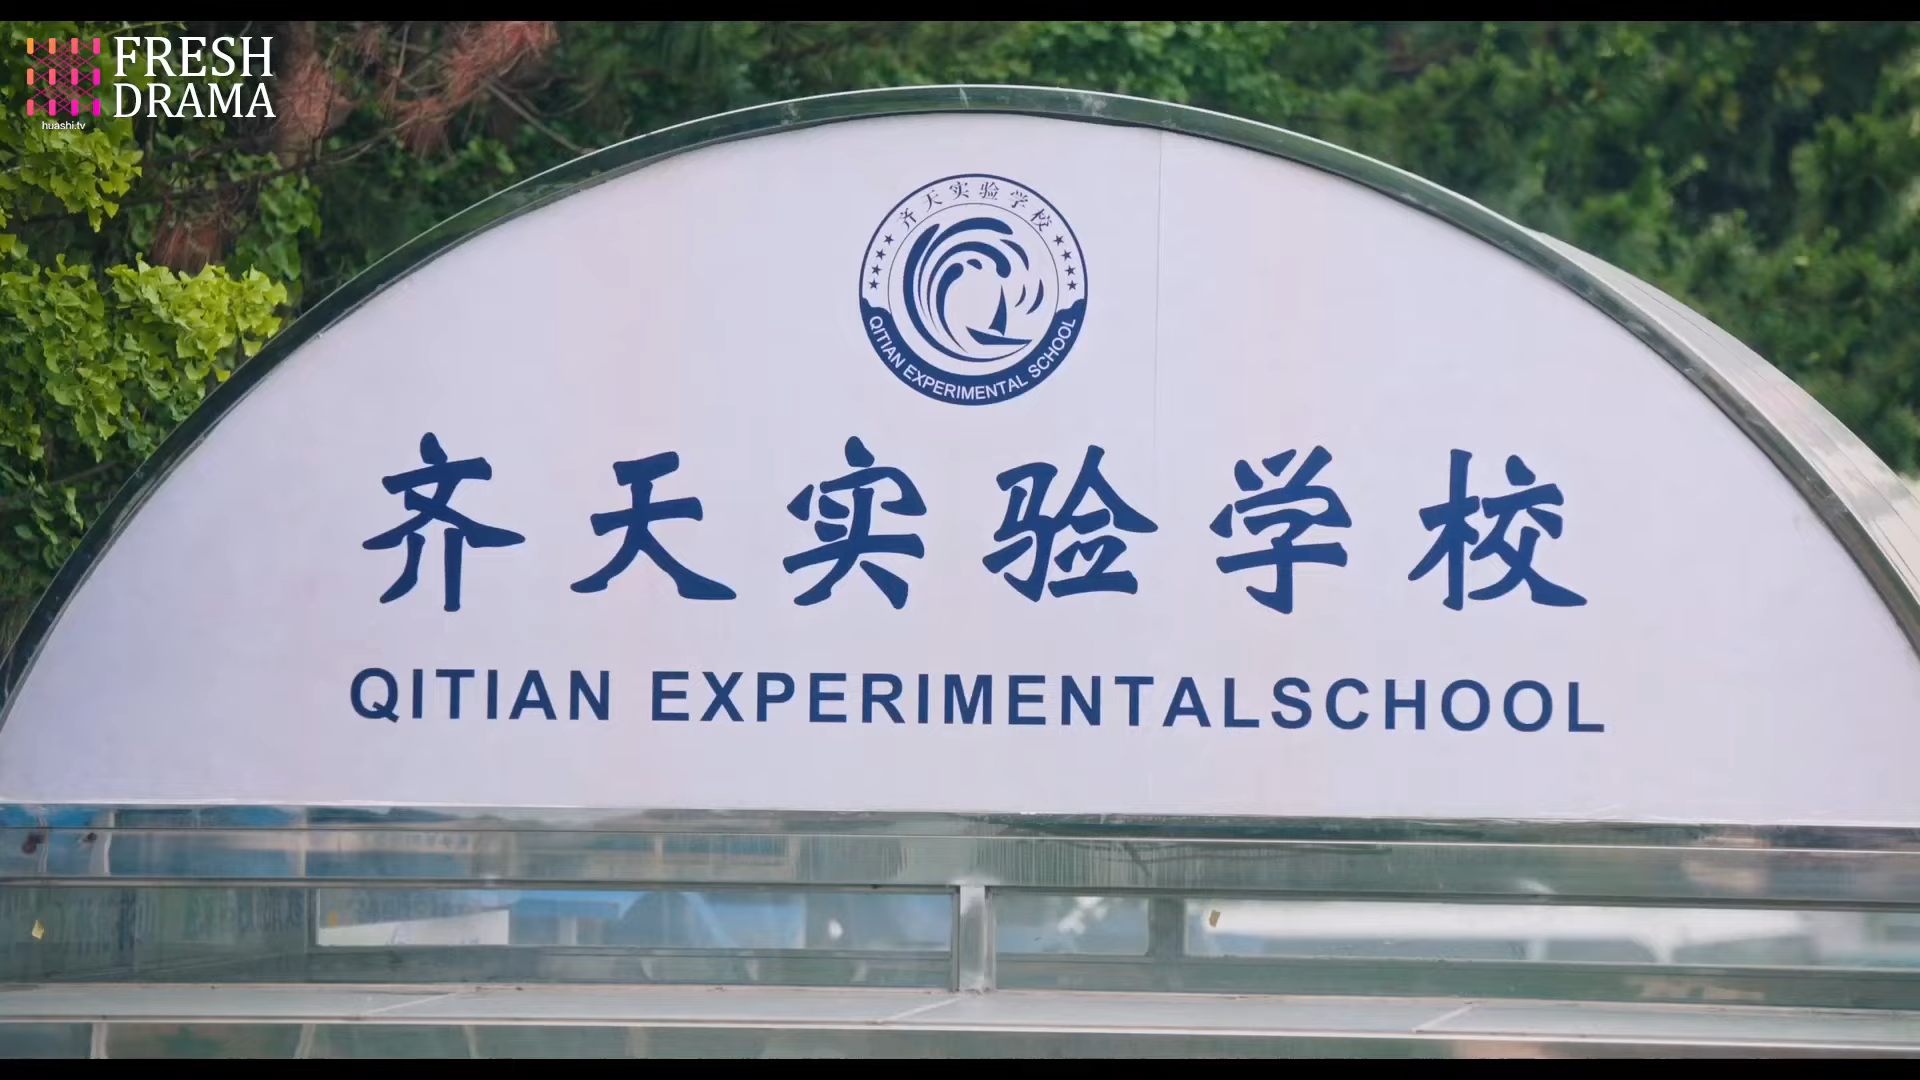 FRESH
DRAMA
huashi.tv
齐天实验学校
QITIAN EXPERIMENTAL SCHOOL
齐天实验学校
QITIAN EXPERIMENTALSCHOOL